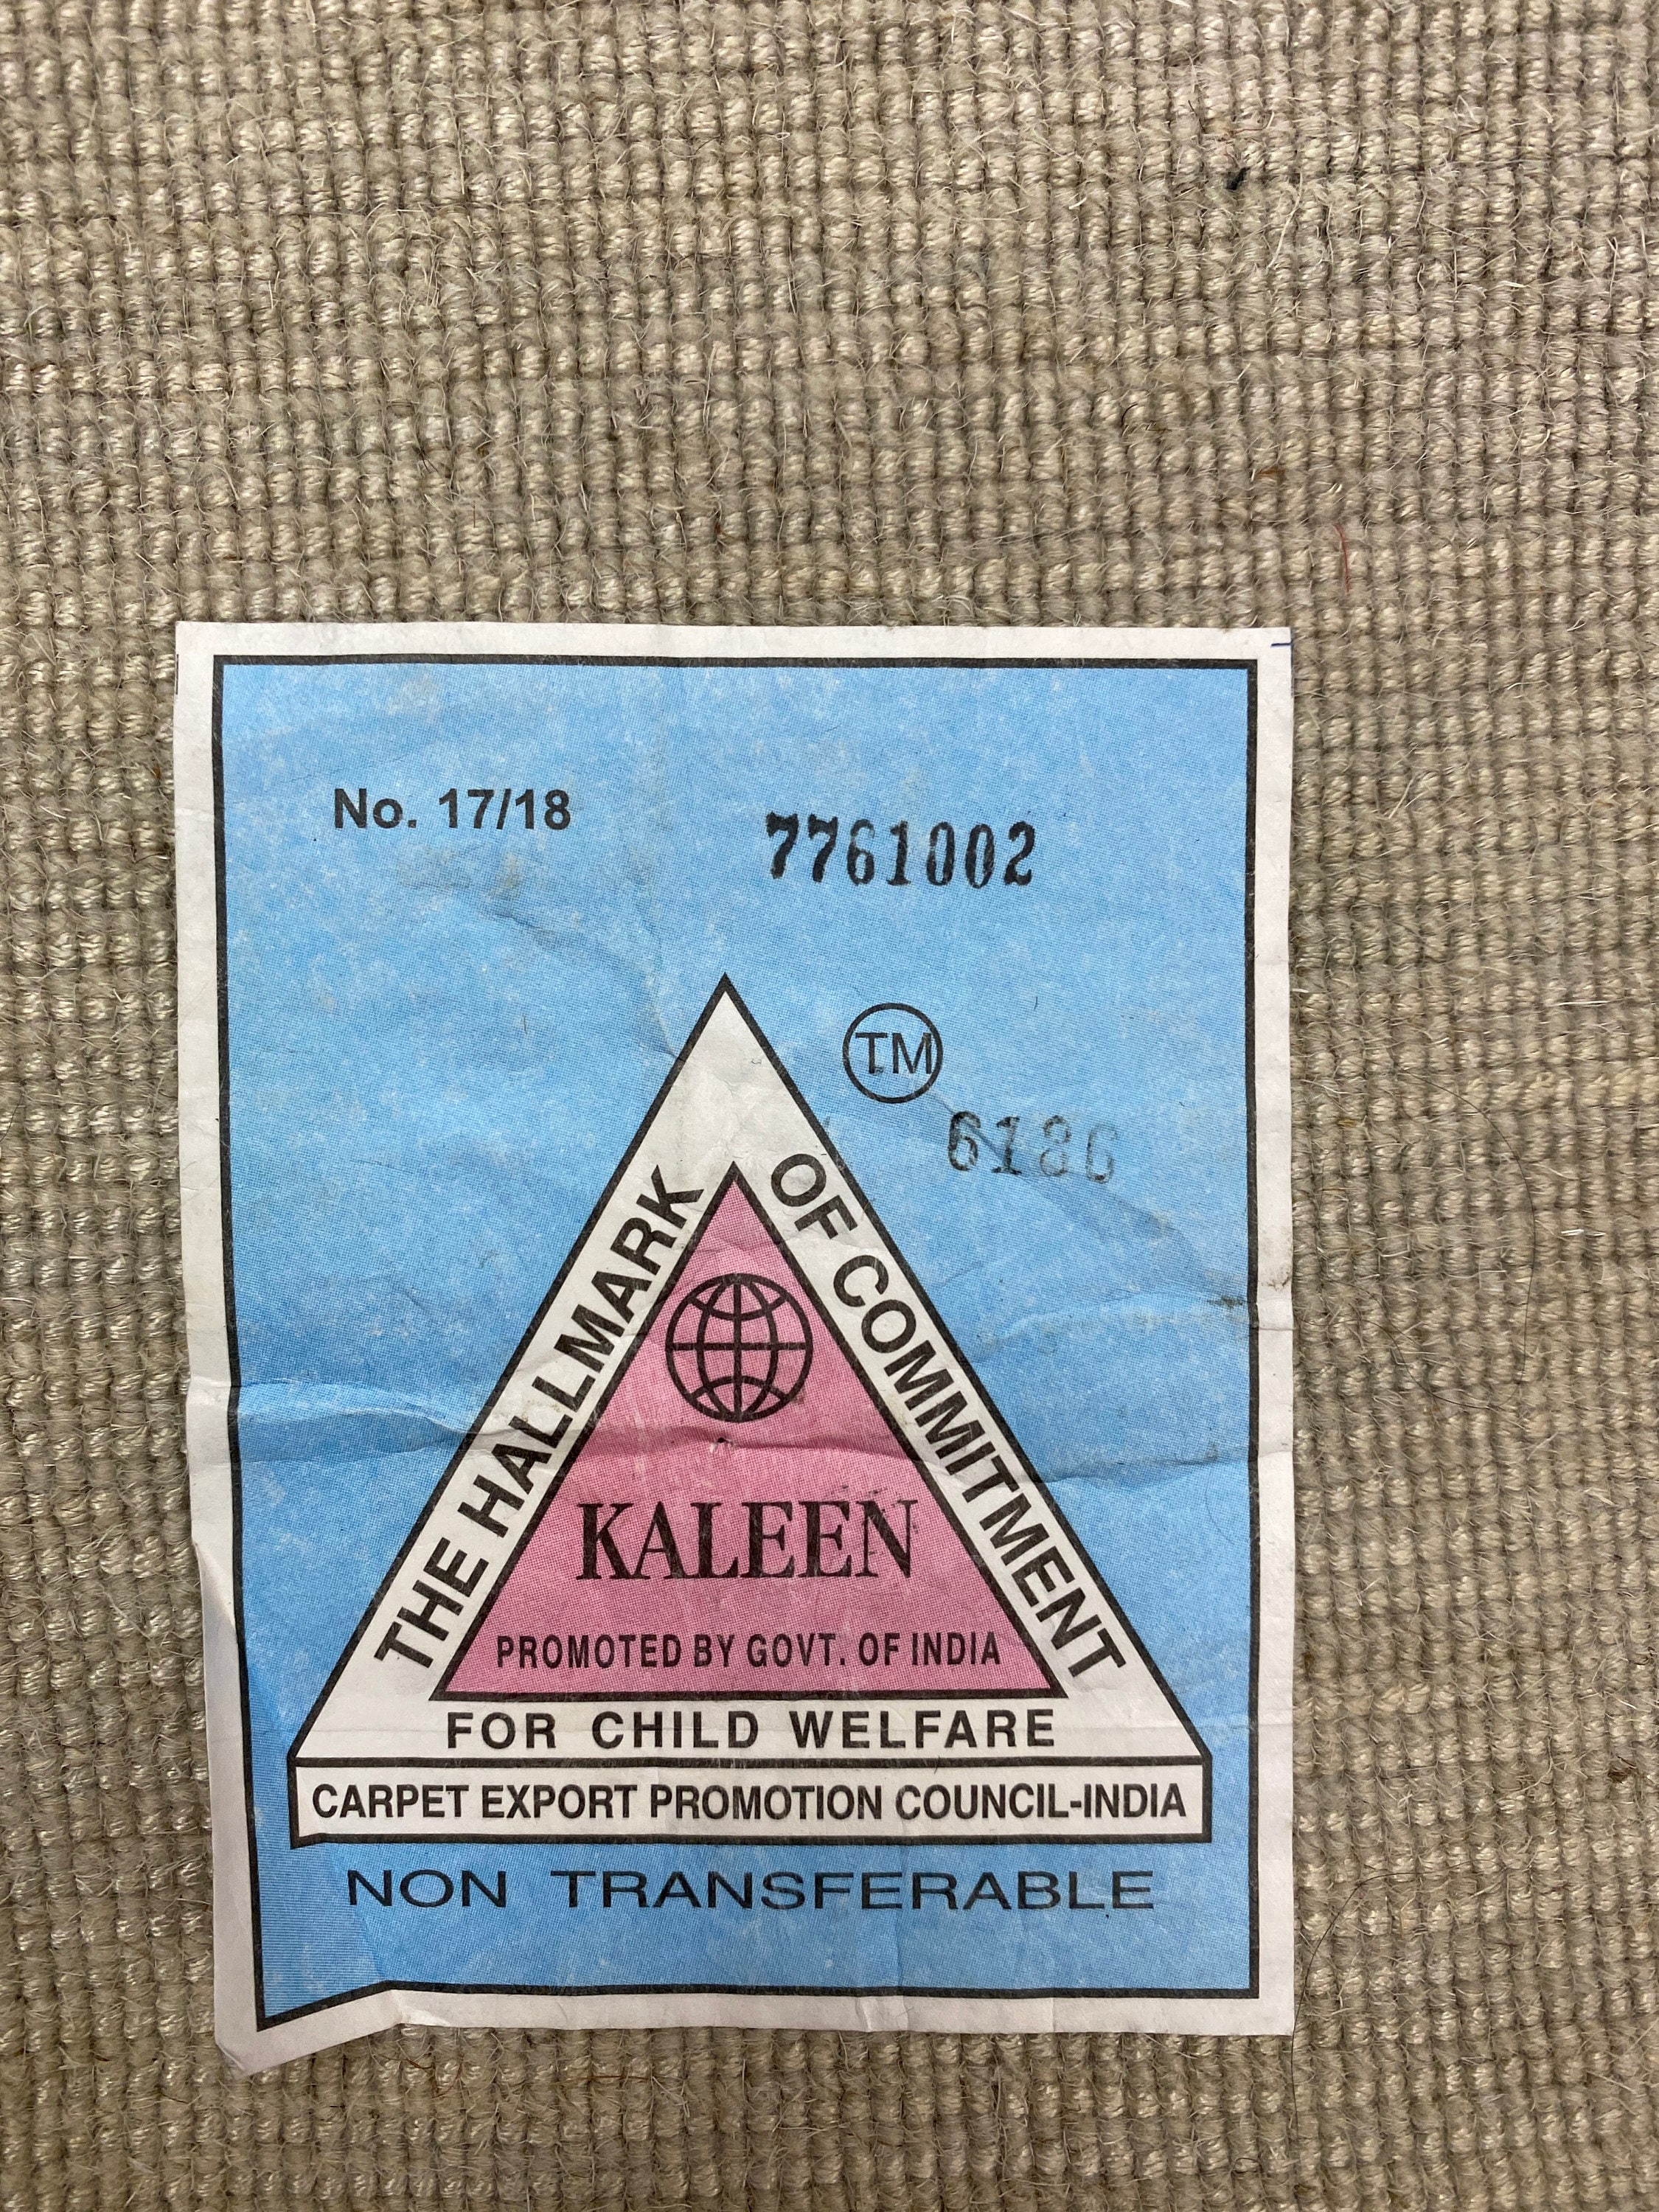 No. 17/18
7761002
TM
6186
THE HALLMARK
OF COMMITMENT
KALEEN
PROMOTED BY GOVT. OF INDIA
FOR CHILD WELFARE
CARPET EXPORT PROMOTION COUNCIL-INDIA
NON TRANSFERABLE